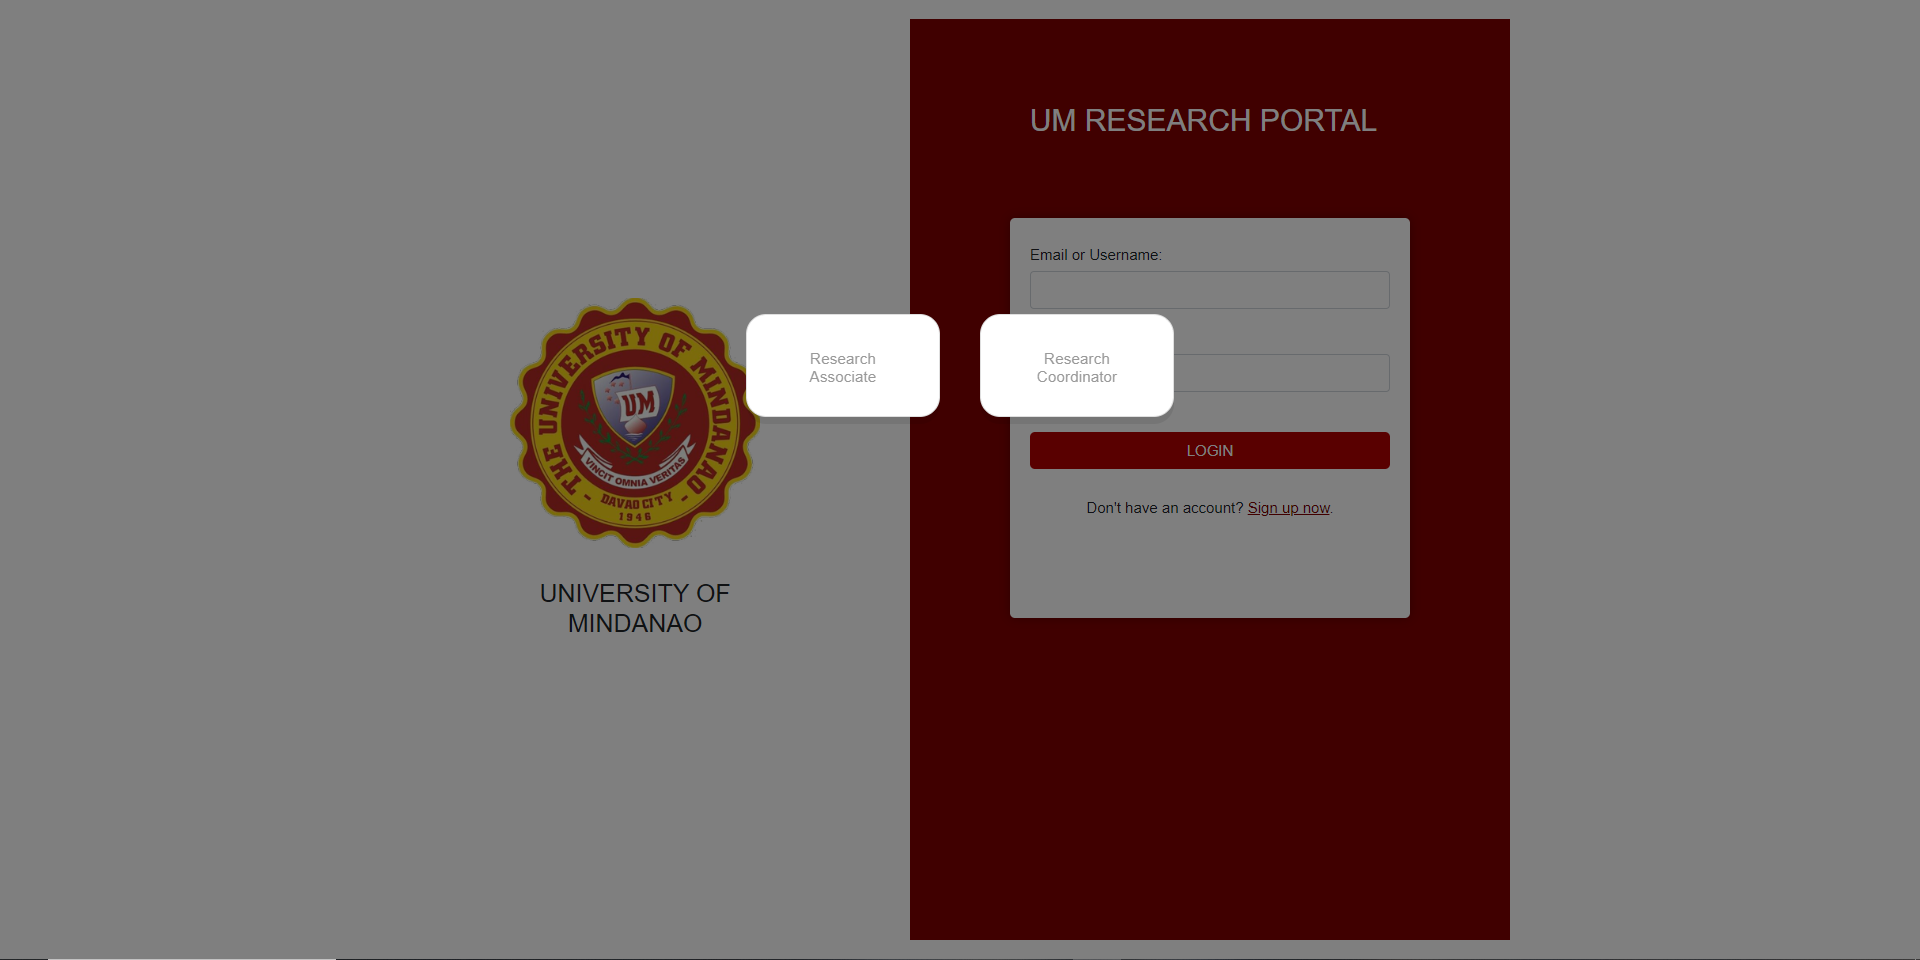 UM RESEARCH PORTAL
Email or Username:
Research
Associate
Research
Coordinator
LOGIN
Don't have an account? Sign up now.
THE UNIVERSITY OF MINDANAO
UM
VINCIT OMNIA VERITAS
- DAVAO CITY -
1946
UNIVERSITY OF
MINDANAO